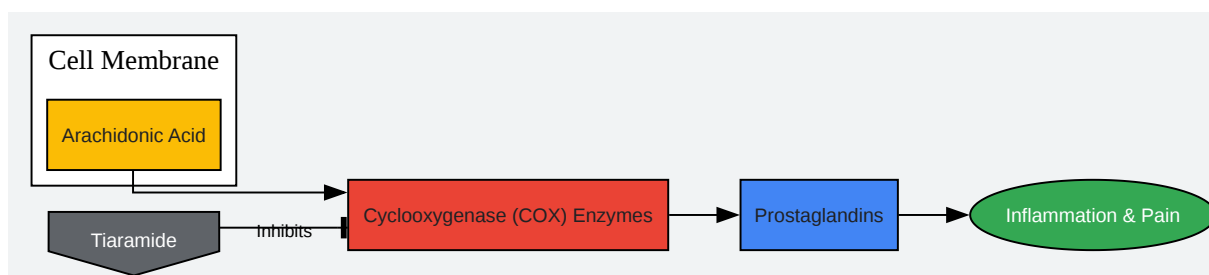 Cell Membrane
Arachidonic Acid
Cyclooxygenase (COX) Enzymes
Prostaglandins
Inflammation & Pain
Tiaramide
Inhibits